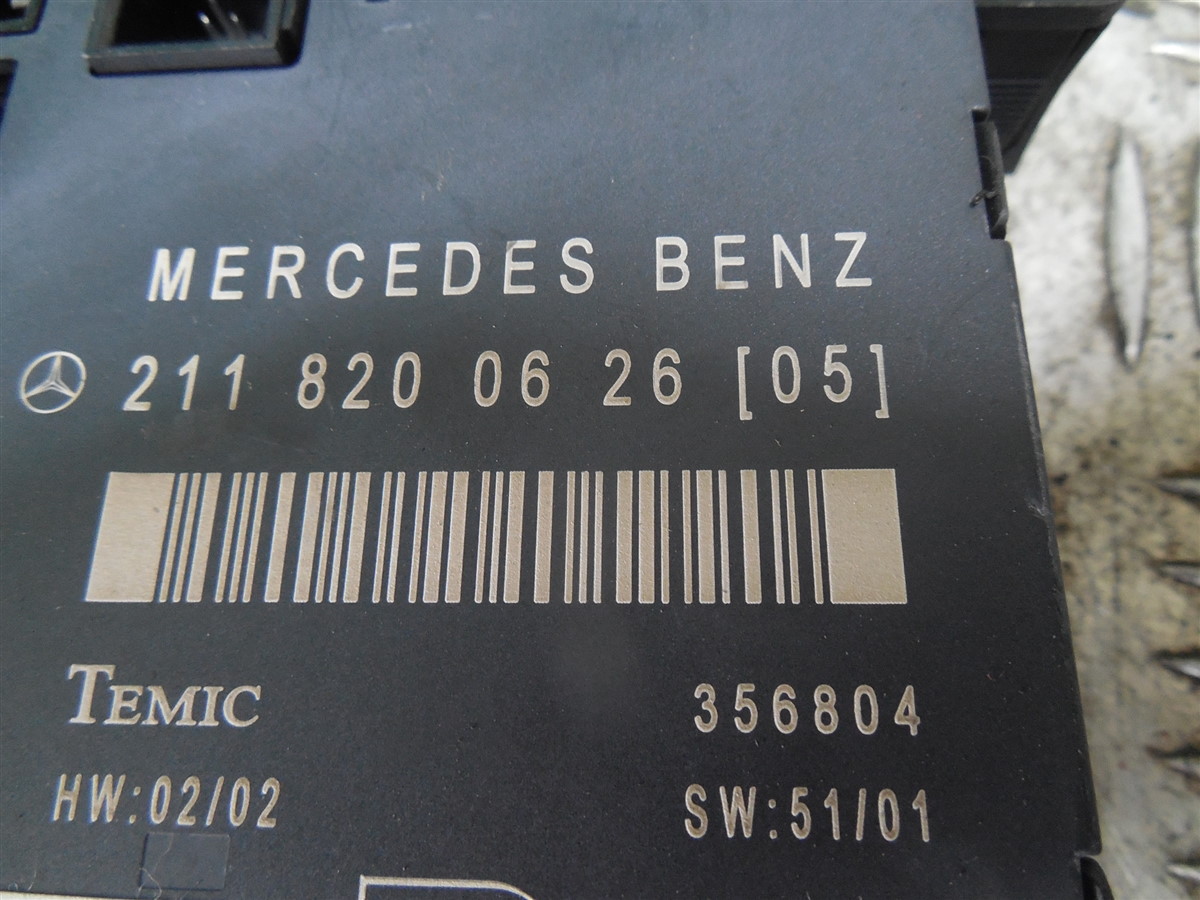 MERCEDES BENZ
211 820 06 26 [05]
TEMIC 356804
HW:02/02 SW:51/01